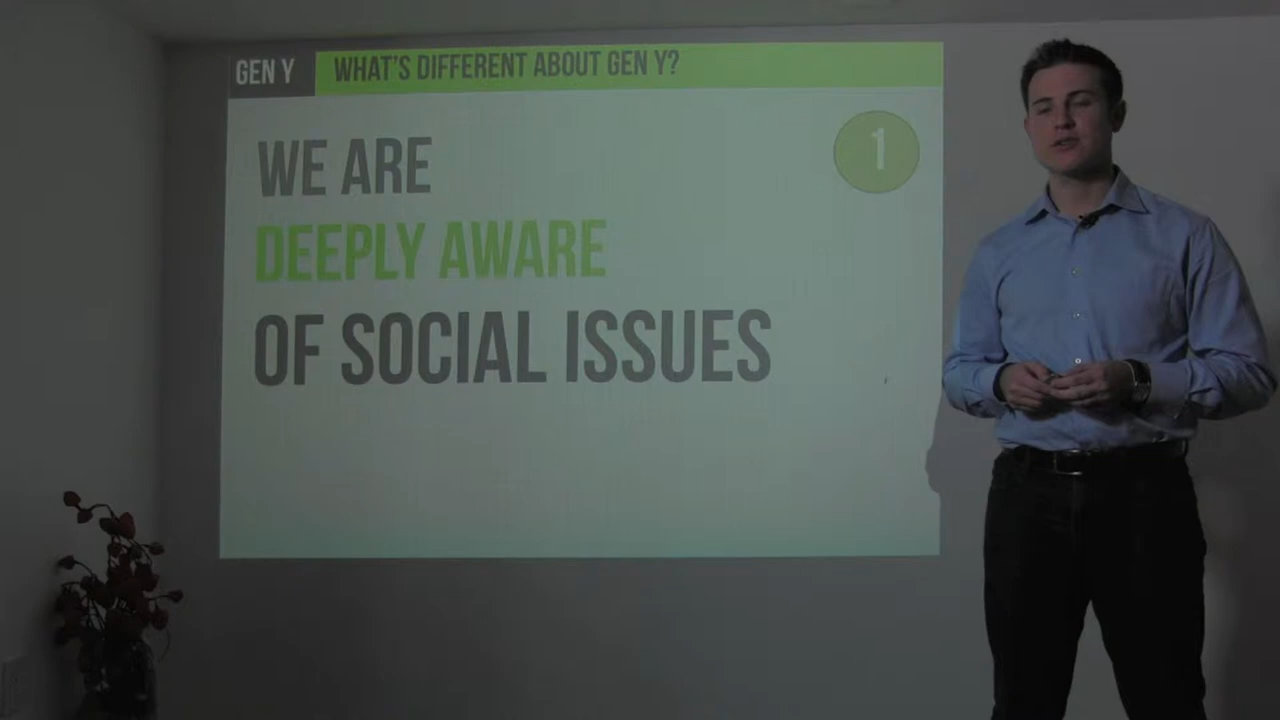 GEN Y
WHAT'S DIFFERENT ABOUT GEN Y?
1
WE ARE
DEEPLY AWARE
OF SOCIAL ISSUES